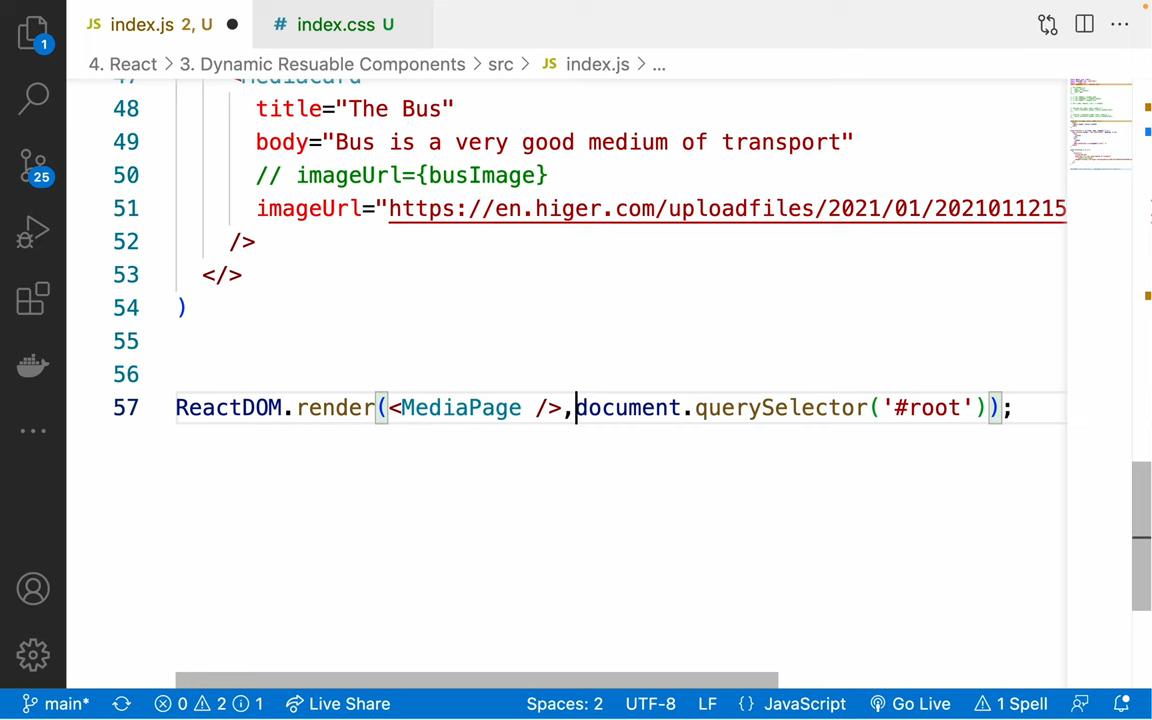 JS index.js 2, U ● # index.css U
4. React > 3. Dynamic Resuable Components > src > JS index.js > ...
1
47 <MediaCard
48 title="The Bus"
49 body="Bus is a very good medium of transport"
50 // imageUrl={busImage}
25
51 imageUrl="https://en.higer.com/uploadfiles/2021/01/2021011215
52 />
53 </>
54 )
55
56
57 ReactDOM.render(<MediaPage />,document.querySelector('#root'));
main* 0 2 1 Live Share Spaces: 2 UTF-8 LF {} JavaScript Go Live 1 Spell